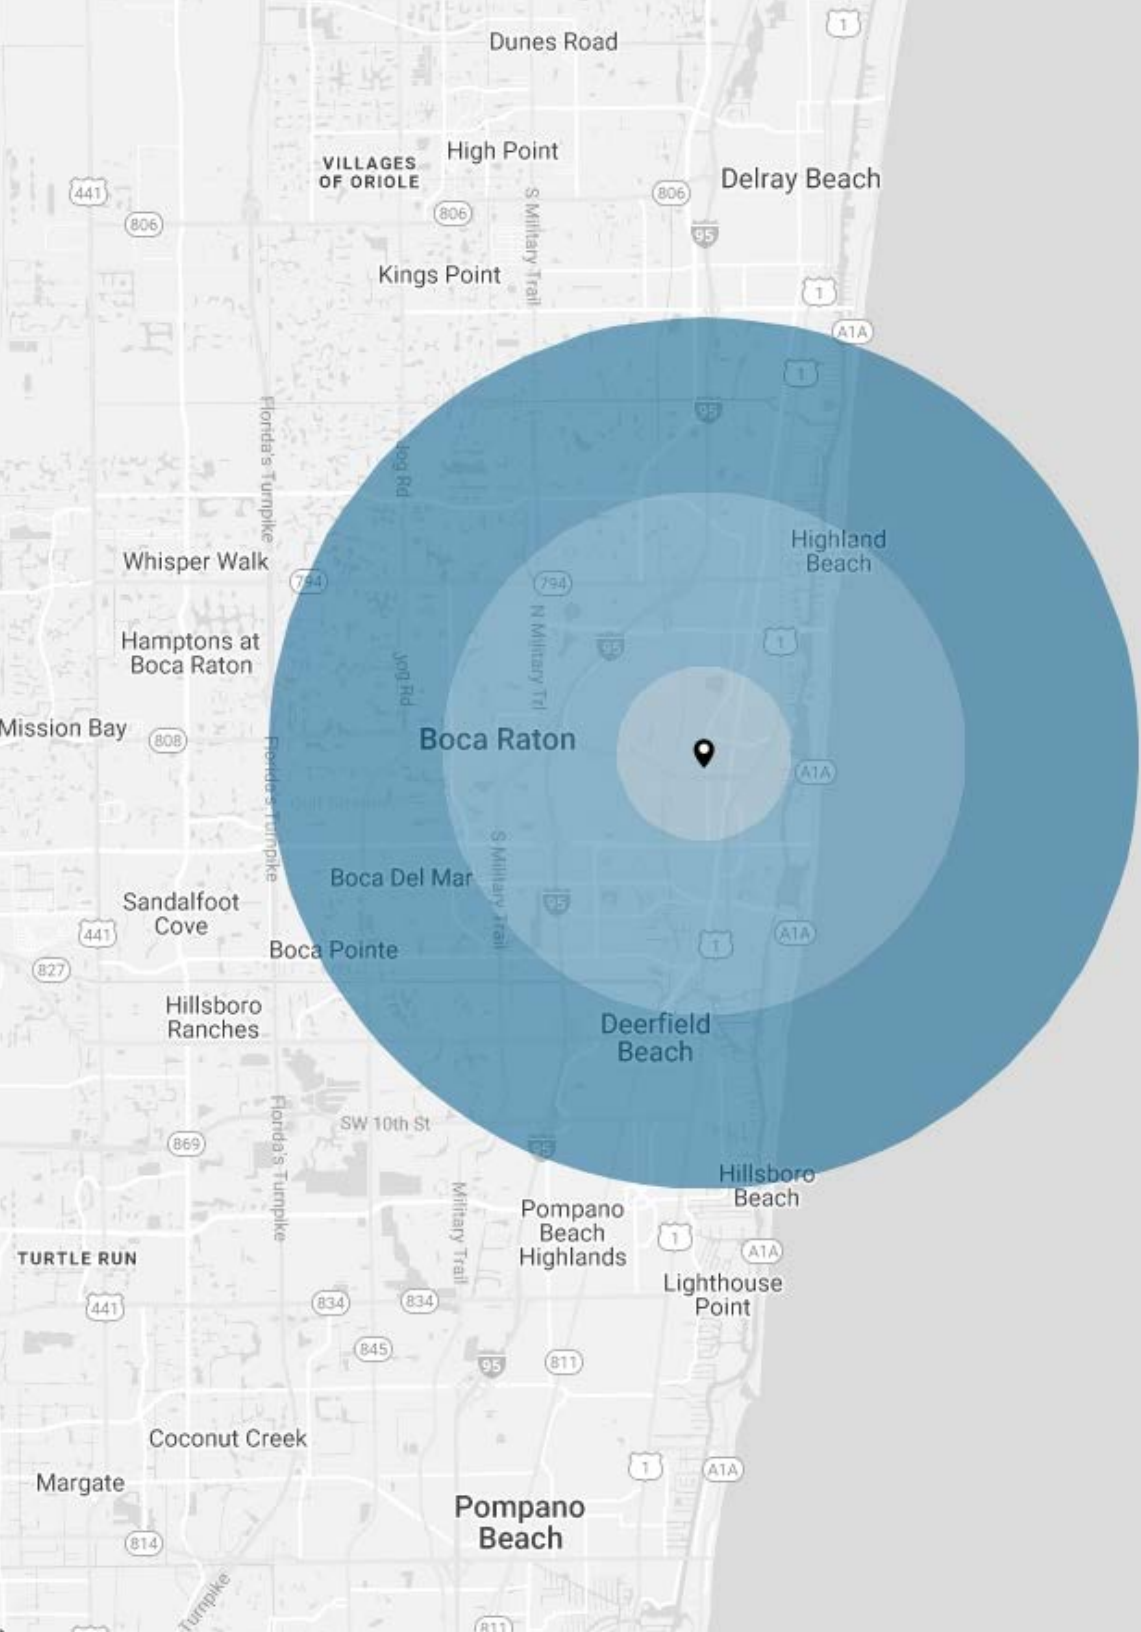 1
Dunes Road
High Point
VILLAGES
OF ORIOLE
Delray Beach
441
806
806
806
S Military Trail
95
Kings Point
1
A1A
1
95
Florida's Turnpike
Jog Rd
Highland
Beach
Whisper Walk
794
794
N Military Trl
95
1
Hamptons at
Boca Raton
Jog Rd
Mission Bay
808
Boca Raton
A1A
Florida's Turnpike
S Military Trail
Boca Del Mar
Sandalfoot
Cove
95
441
A1A
1
Boca Pointe
827
Hillsboro
Ranches
Deerfield
Beach
SW 10th St
869
Florida's Turnpike
95
Hillsboro
Beach
Military Trail
Pompano
Beach
Highlands
1
A1A
TURTLE RUN
Lighthouse
Point
441
834
834
845
95
811
Coconut Creek
Margate
1
A1A
Pompano
Beach
814
Turnpike
811